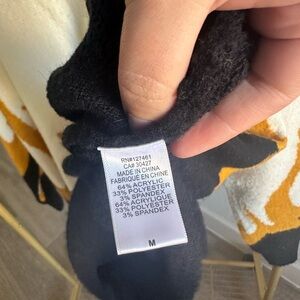 RN#127461
CA# 30427
MADE IN CHINA
FABRIQUÉ EN CHINE
64% ACRYLIC
33% POLYESTER
3% SPANDEX
64% ACRYLIQUE
33% POLYESTER
3% SPANDEX
M